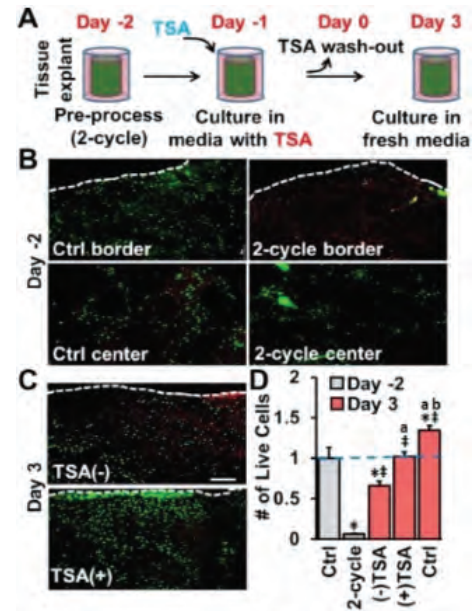 A
Day -2
Day -1
Day 0
Day 3
TSA
TSA wash-out
Tissue
explant
Pre-process
(2-cycle)
Culture in
media with TSA
Culture in
fresh media
B
Day -2
Ctrl border
2-cycle border
Ctrl center
2-cycle center
C
Day 3
TSA(-)
TSA(+)
D
Day -2
Day 3
# of Live Cells
2
1.5
1
0.5
0
*
*‡
a
‡
a b
*‡
Ctrl
2-cycle
(-)TSA
(+)TSA
Ctrl